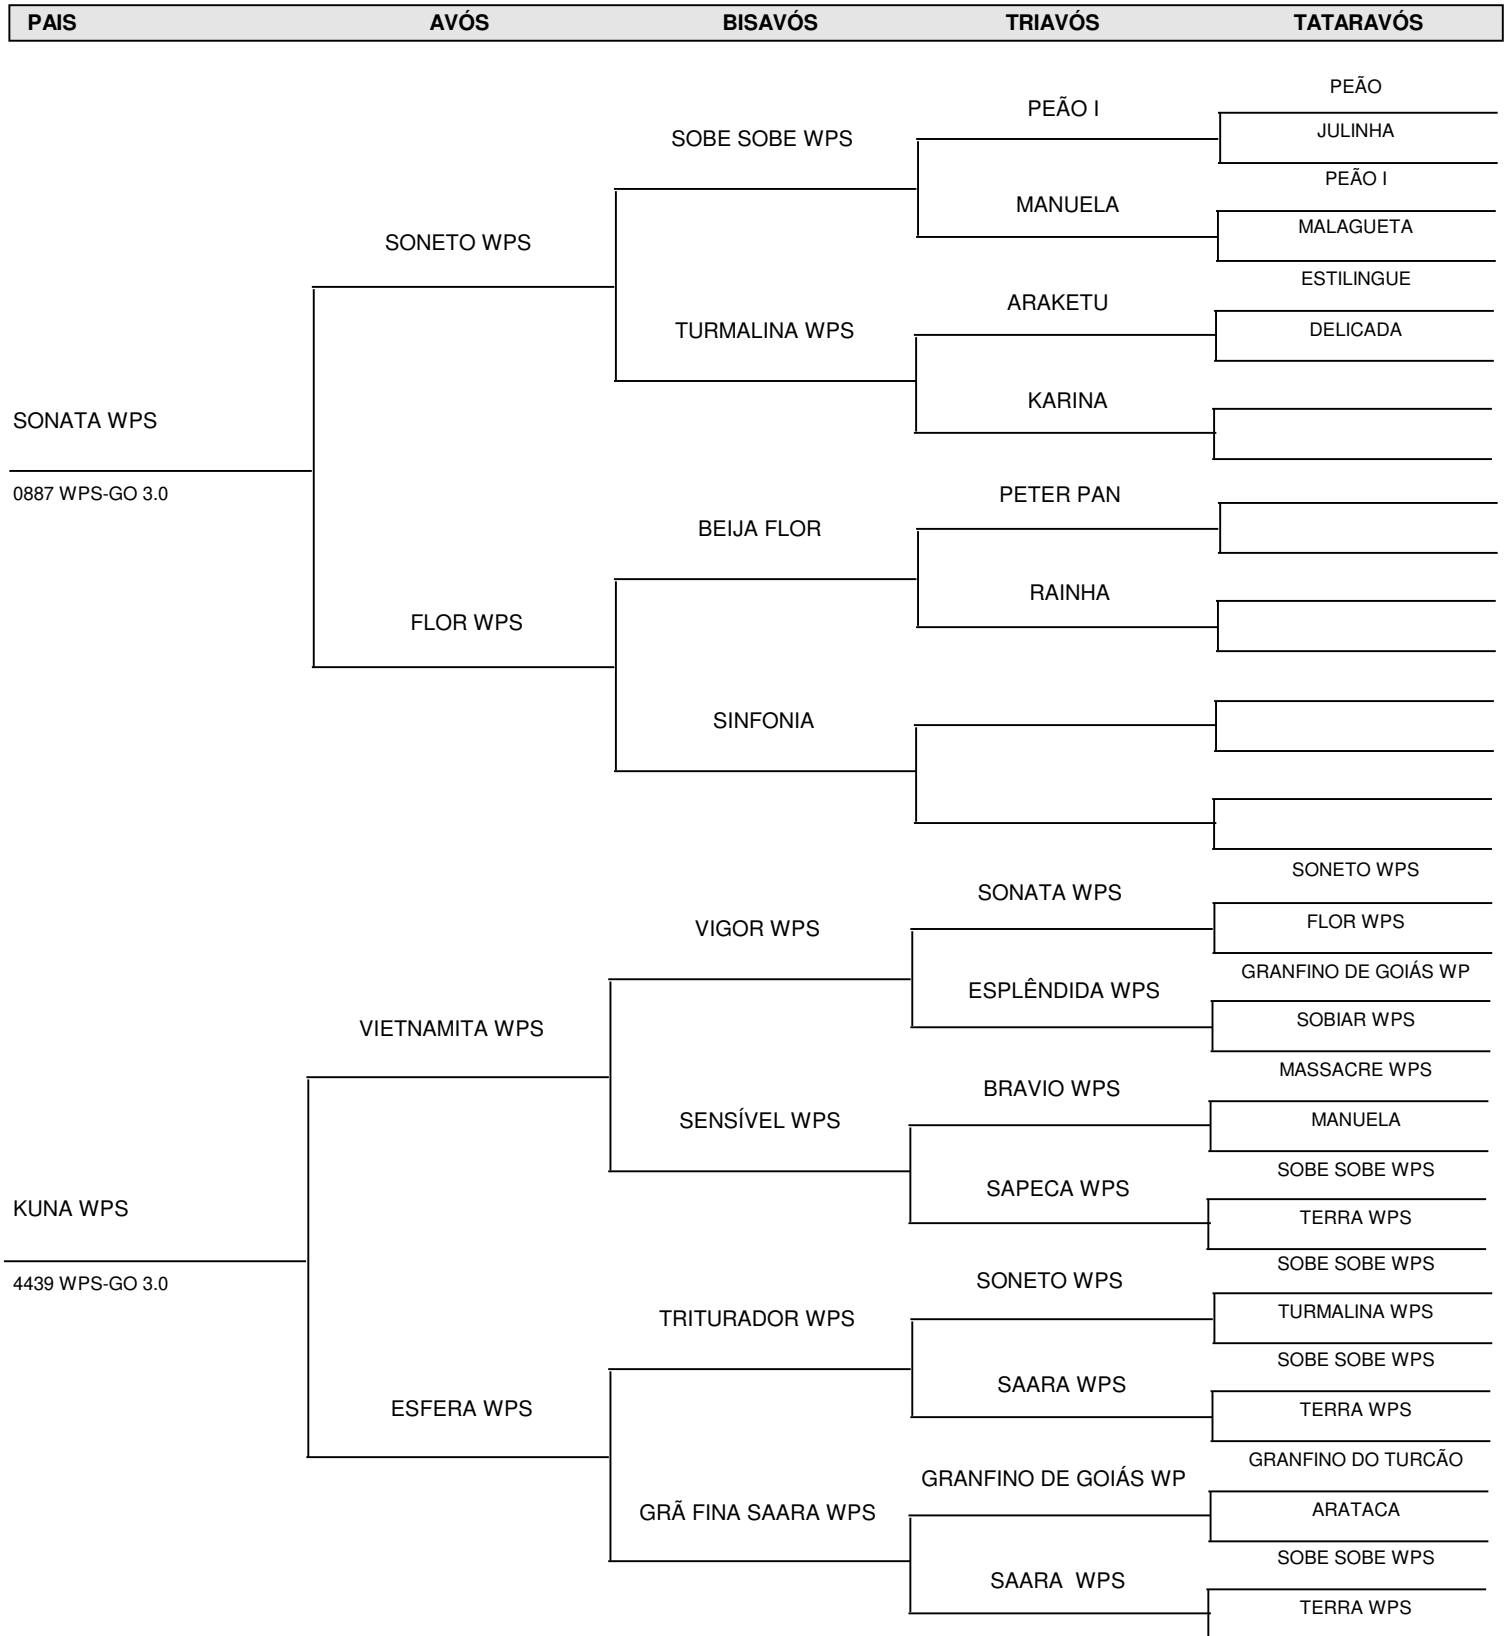 PAIS AVÓS BISAVÓS TRIAVÓS TATARAVÓS
PEÃO
PEÃO I
JULINHA
SOBE SOBE WPS
PEÃO I
MANUELA
MALAGUETA
SONETO WPS
ESTILINGUE
ARAKETU
DELICADA
TURMALINA WPS
KARINA
SONATA WPS
0887 WPS-GO 3.0
PETER PAN
BEIJA FLOR
RAINHA
FLOR WPS
SINFONIA
SONETO WPS
SONATA WPS
FLOR WPS
VIGOR WPS
GRANFINO DE GOIÁS WP
ESPLÊNDIDA WPS
SOBIAR WPS
VIETNAMITA WPS
MASSACRE WPS
BRAVIO WPS
MANUELA
SENSÍVEL WPS
SOBE SOBE WPS
SAPECA WPS
TERRA WPS
KUNA WPS
4439 WPS-GO 3.0
SOBE SOBE WPS
SONETO WPS
TURMALINA WPS
TRITURADOR WPS
SOBE SOBE WPS
SAARA WPS
TERRA WPS
ESFERA WPS
GRANFINO DO TURCÃO
GRANFINO DE GOIÁS WP
ARATACA
GRÃ FINA SAARA WPS
SOBE SOBE WPS
SAARA WPS
TERRA WPS